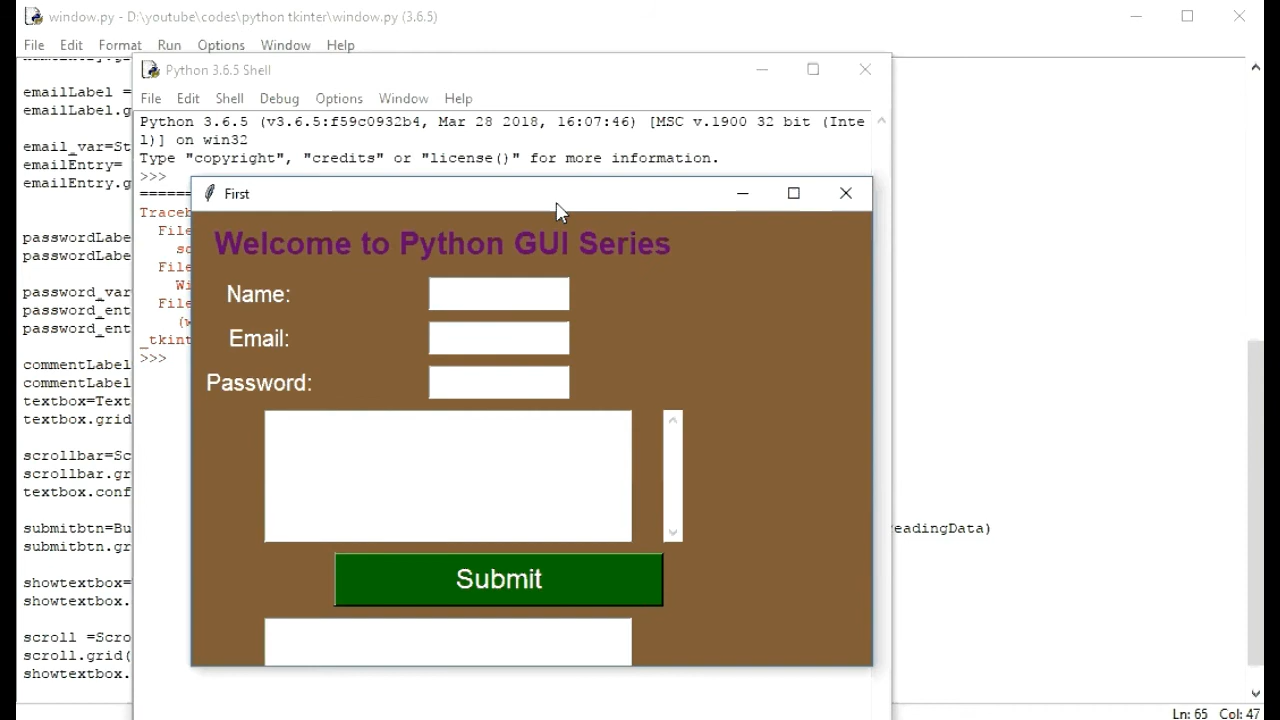 window.py - D:\youtube\codes\python tkinter\window.py (3.6.5)
File Edit Format Run Options Window Help
emailLabel =
emailLabel.g
email_var=St
emailEntry=
emailEntry.g
passwordLabe
passwordLabe
password_var
password_ent
password_ent
commentLabel
commentLabel
textbox=Text
textbox.grid
scrollbar=Sc
scrollbar.gr
textbox.conf
submitbtn=Bu
eadingData)
submitbtn.gr
showtextbox=
showtextbox.
scroll =Scro
scroll.grid(
showtextbox.
Ln: 65 Col: 47
Python 3.6.5 Shell
File Edit Shell Debug Options Window Help
Python 3.6.5 (v3.6.5:f59c0932b4, Mar 28 2018, 16:07:46) [MSC v.1900 32 bit (Inte
l)] on win32
Type "copyright", "credits" or "license()" for more information.
>>>
=====
Traceb
File
sc
File
Wi
File
(w
_tkint
>>>
First
Welcome to Python GUI Series
Name:
Email:
Password:
Submit